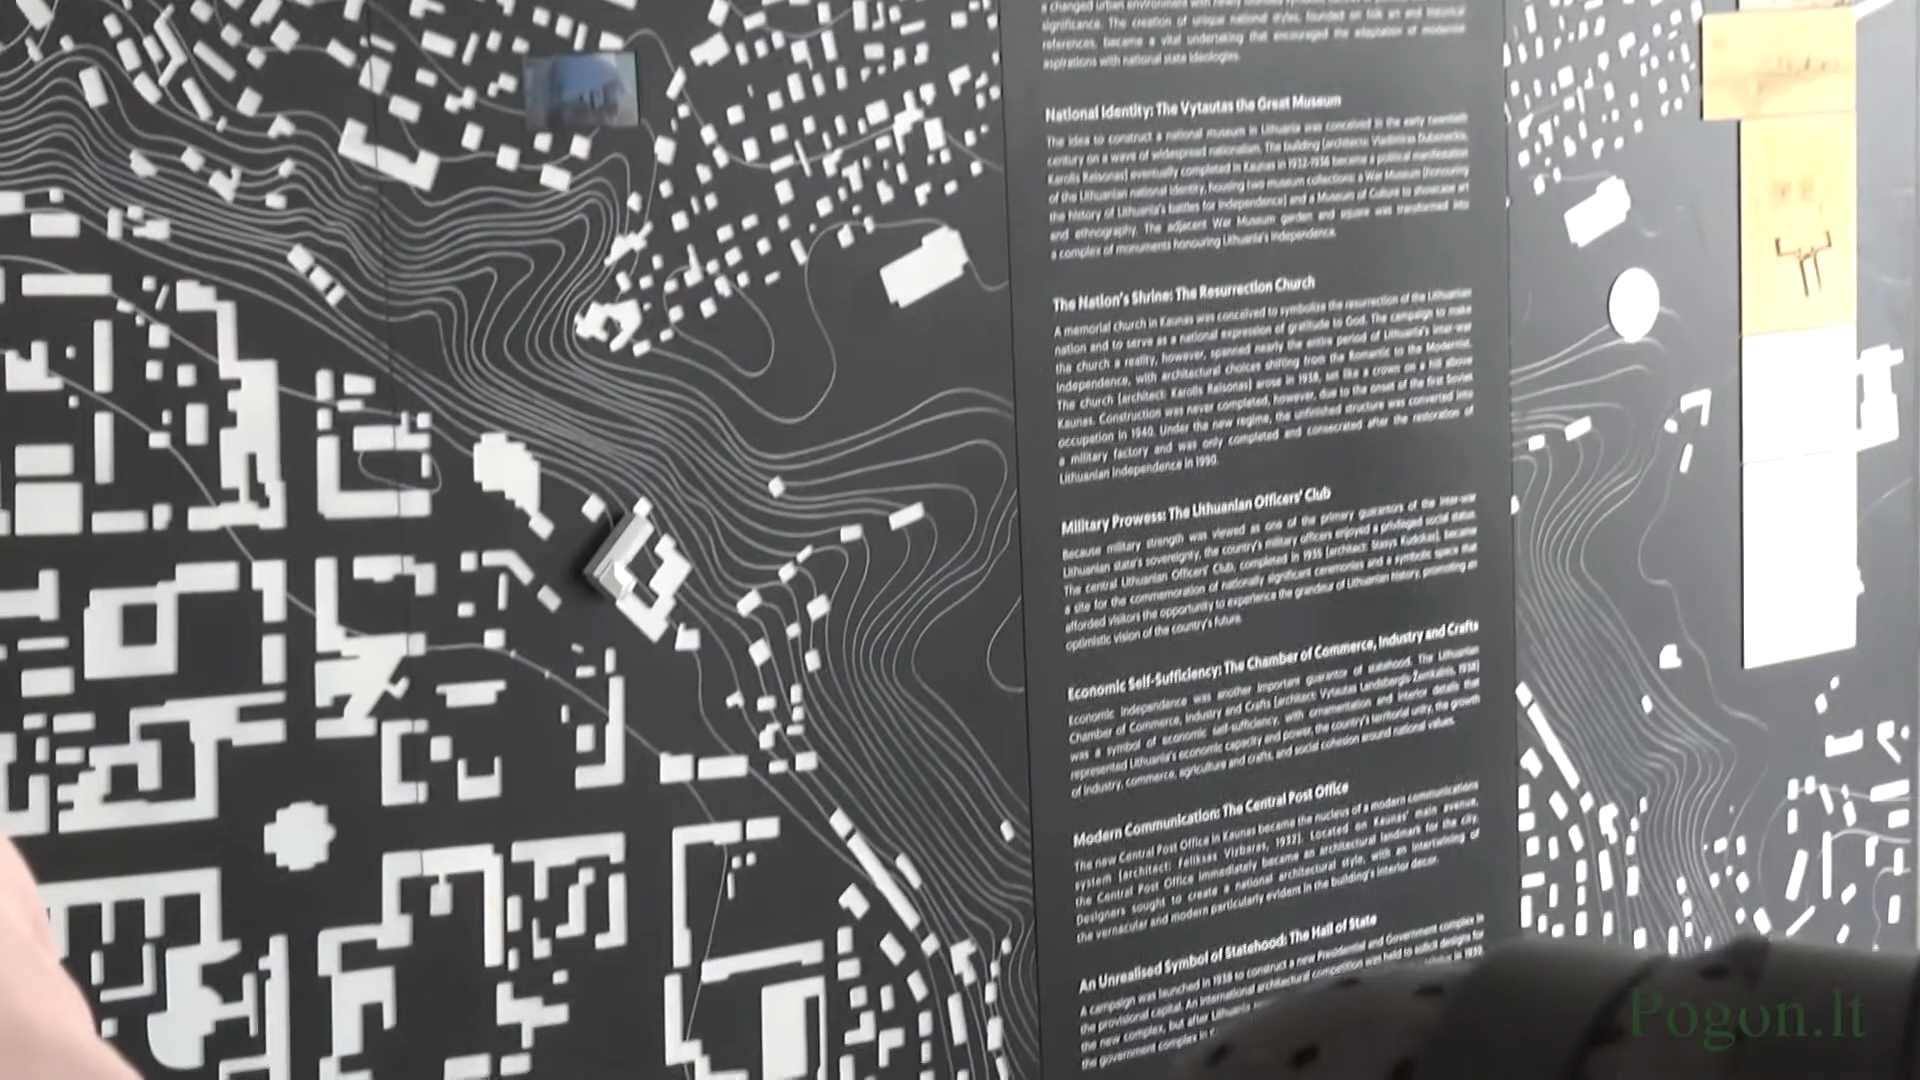 a changed urban environment with newly
significance. The creation of unique national styles, founded on folk art and historical
references, became a vital undertaking that encouraged the adaptation of modernist
aspirations with national state ideologies.
National Identity: The Vytautas the Great Museum
The idea to construct a national museum in Lithuania was conceived in the early twentieth
century on a wave of widespread nationalism. The building (architects: Vladimiras Dubeneckis,
Karolis Reisonas) eventually completed in Kaunas in 1932-1936 became a political manifestation
of the Lithuanian national identity, housing two museum collections: a War Museum (honouring
the history of Lithuania's battles for independence) and a Museum of Culture to showcase art
and ethnography. The adjacent War Museum garden and square was transformed into
a complex of monuments honouring Lithuania's independence.
The Nation's Shrine: The Resurrection Church
A memorial church in Kaunas was conceived to symbolize the resurrection of the Lithuanian
nation and to serve as a national expression of gratitude to God. The campaign to make
the church a reality, however, spanned nearly the entire period of Lithuania's inter-war
independence, with architectural choices shifting from the Romantic to the Modernist.
The church (architect: Karolis Reisonas) arose in 1938, set like a crown on a hill above
Kaunas. Construction was never completed, however, due to the onset of the first Soviet
occupation in 1940. Under the new regime, the unfinished structure was converted into
a military factory and was only completed and consecrated after the restoration of
Lithuanian independence in 1990.
Military Prowess: The Lithuanian Officers' Club
Because military strength was viewed as one of the primary guarantors of the inter-war
Lithuanian state's sovereignty, the country's military officers enjoyed a privileged social status.
The central Lithuanian Officers' Club, completed in 1935 (architect: Stasys Kudokas), became
a site for the commemoration of nationally significant ceremonies and a symbolic space that
afforded visitors the opportunity to experience the grandeur of Lithuanian history, promoting an
optimistic vision of the country's future.
Economic Self-Sufficiency: The Chamber of Commerce, Industry and Crafts
Economic independence was another important guarantor of statehood. The Lithuanian
Chamber of Commerce, Industry and Crafts (architect: Vytautas Landsbergis-Žemkalnis, 1938)
was a symbol of economic self-sufficiency, with ornamentation and interior details that
represented Lithuania's economic capacity and power, the country's territorial unity, the growth
of industry, commerce, agriculture and crafts, and social cohesion around national values.
Modern Communication: The Central Post Office
The new Central Post Office in Kaunas became the nucleus of a modern communications
system (architect: Feliksas Vizbaras, 1932). Located on Kaunas' main avenue,
the Central Post Office immediately became an architectural landmark for the city.
Designers sought to create a national architectural style, with an intertwining of
the vernacular and modern particularly evident in the building's interior decor.
An Unrealised Symbol of Statehood: The Hall of State
A campaign was launched in 1938 to construct a new Presidential and Government complex in
the provisional capital. An international architectural competition was held to solicit designs for
the new complex, but after Lithuania in 1939,
the government complex in
Pogon.lt